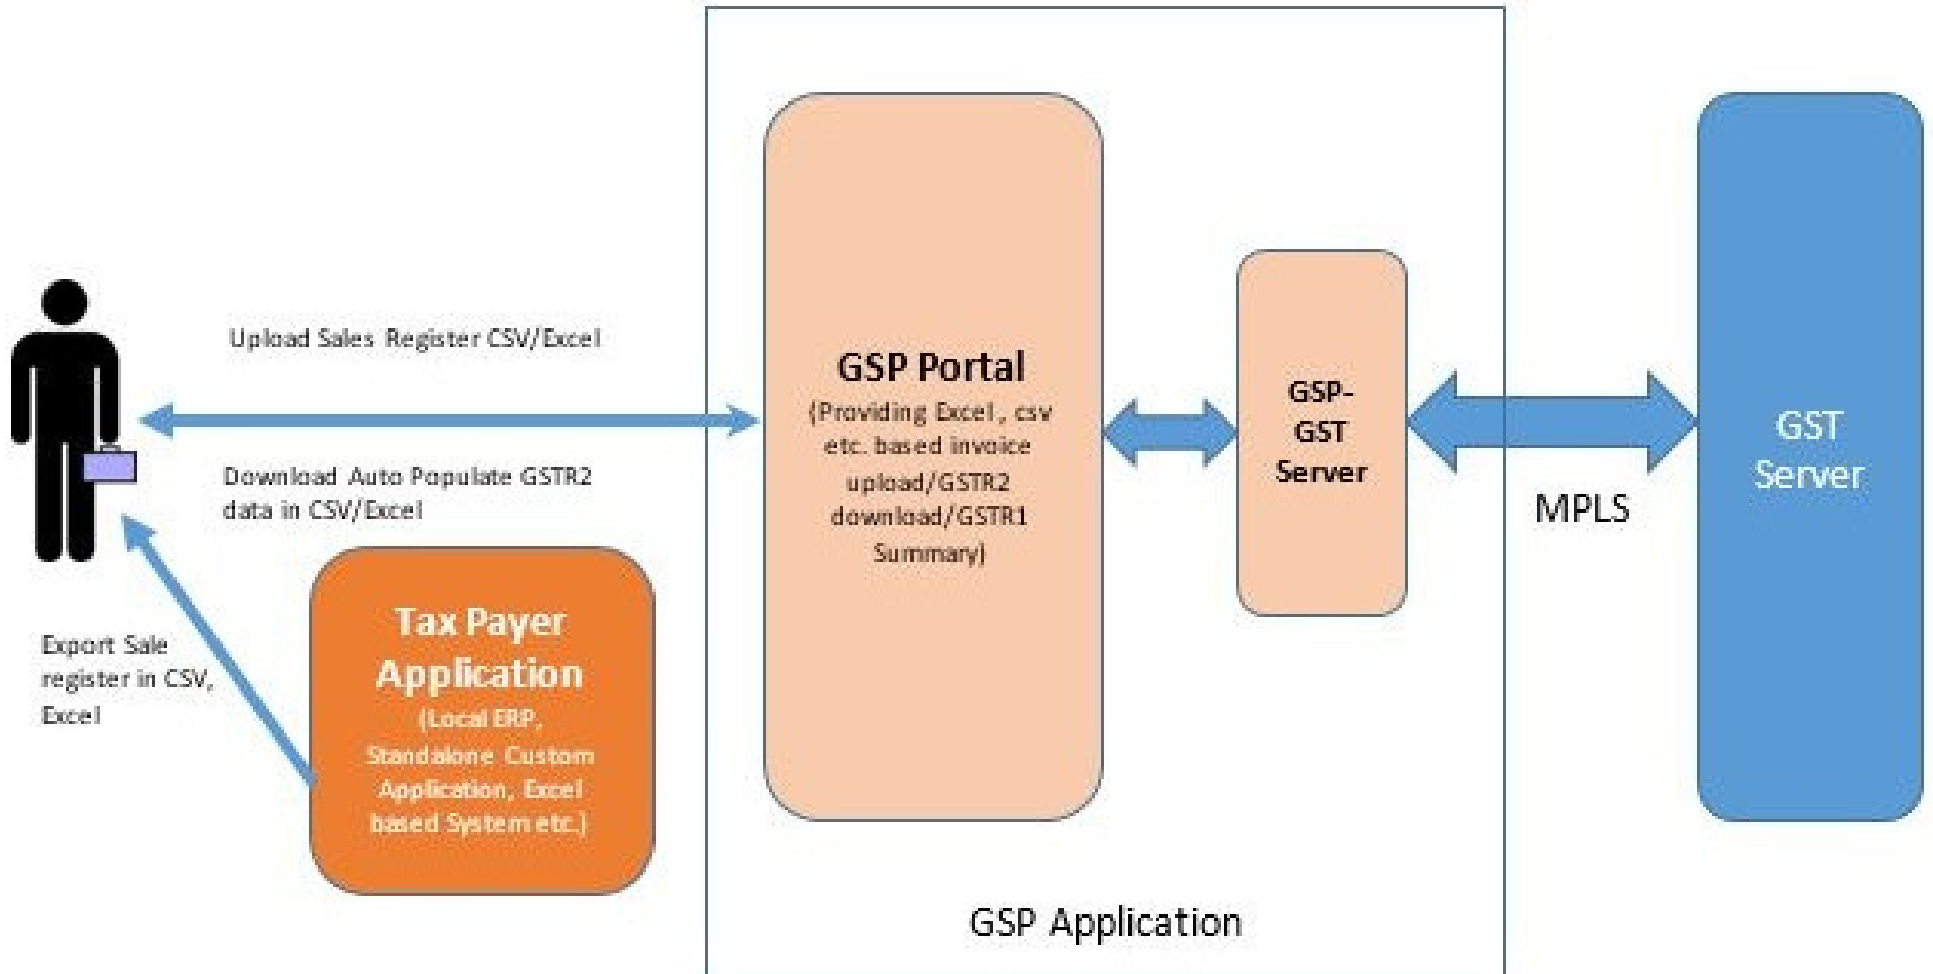 Upload Sales Register CSV/Excel
Download Auto Populate GSTR2
data in CSV/Excel
Export Sale
register in CSV,
Excel
Tax Payer
Application
(Local ERP,
Standalone Custom
Application, Excel
based System etc.)
GSP Portal
(Providing Excel, csv
etc. based invoice
upload/GSTR2
download/GSTR1
Summary)
GSP-
GST
Server
MPLS
GST
Server
GSP Application